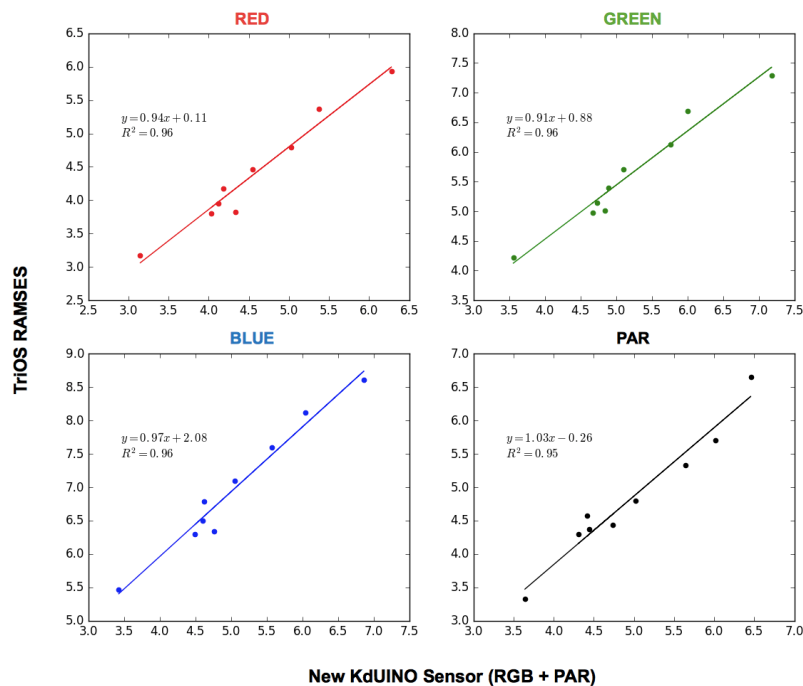 RED
GREEN
6.5
6.0
5.5
5.0
4.5
4.0
3.5
3.0
2.5
y=0.94x+0.11
R²=0.96
2.5 3.0 3.5 4.0 4.5 5.0 5.5 6.0 6.5
8.0
7.5
7.0
6.5
6.0
5.5
5.0
4.5
4.0
3.5
y=0.91x+0.88
R²=0.96
3.0 3.5 4.0 4.5 5.0 5.5 6.0 6.5 7.0 7.5
TriOS RAMSES
BLUE
PAR
9.0
8.5
8.0
7.5
7.0
6.5
6.0
5.5
5.0
y=0.97x+2.08
R²=0.96
3.0 3.5 4.0 4.5 5.0 5.5 6.0 6.5 7.0 7.5
7.0
6.5
6.0
5.5
5.0
4.5
4.0
3.5
3.0
y=1.03x−0.26
R²=0.95
3.0 3.5 4.0 4.5 5.0 5.5 6.0 6.5 7.0
New KdUINO Sensor (RGB + PAR)